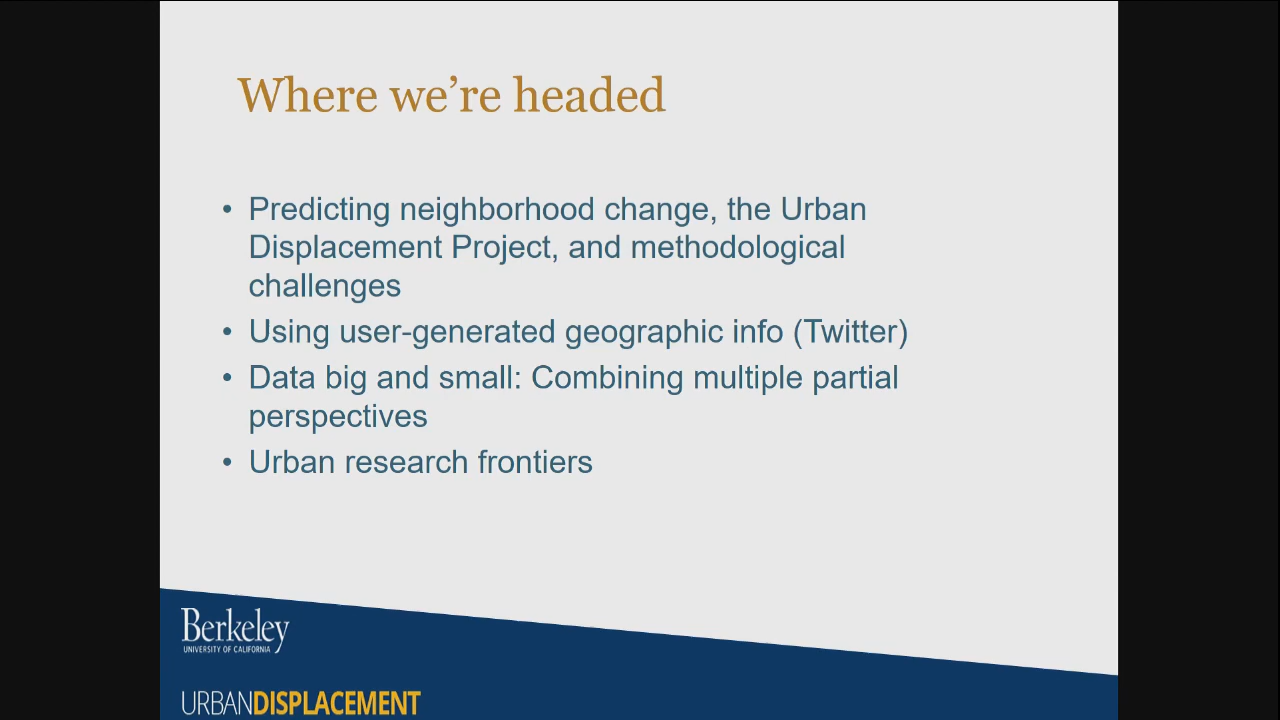 Where we’re headed
• Predicting neighborhood change, the Urban
Displacement Project, and methodological
challenges
• Using user-generated geographic info (Twitter)
• Data big and small: Combining multiple partial
perspectives
• Urban research frontiers
Berkeley
UNIVERSITY OF CALIFORNIA
URBANDISPLACEMENT